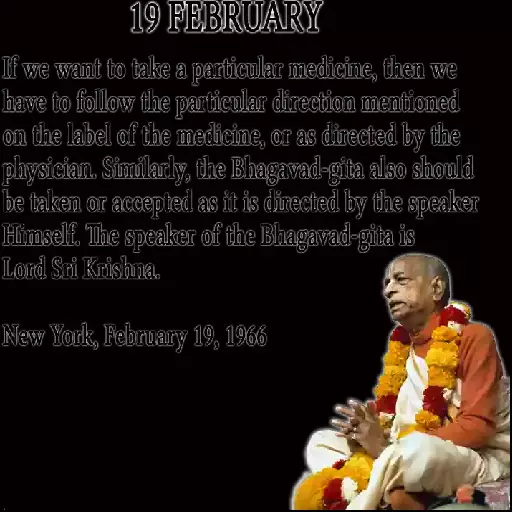 19 FEBRUARY
If we want to take a particular medicine, then we
have to follow the particular direction mentioned
on the label of the medicine, or as directed by the
physician. Similarly, the Bhagavad-gita also should
be taken or accepted as it is directed by the speaker
Himself. The speaker of the Bhagavad-gita is
Lord Sri Krishna.
New York, February 19, 1966